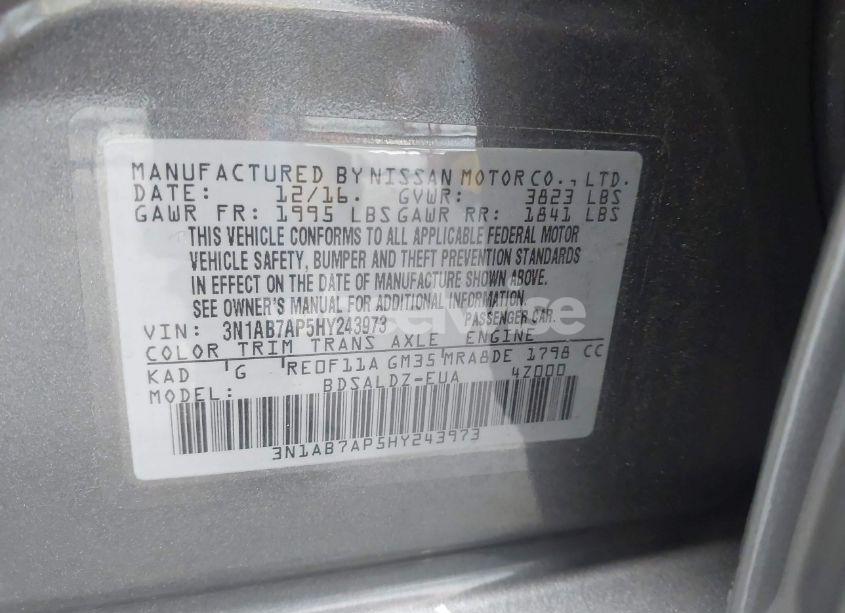 MANUFACTURED BY NISSAN MOTOR CO., LTD.
DATE: 12/16. GVWR: 3823 LBS
GAWR FR: 1995 LBS GAWR RR: 1841 LBS
THIS VEHICLE CONFORMS TO ALL APPLICABLE FEDERAL MOTOR
VEHICLE SAFETY, BUMPER AND THEFT PREVENTION STANDARDS
IN EFFECT ON THE DATE OF MANUFACTURE SHOWN ABOVE.
SEE OWNER'S MANUAL FOR ADDITIONAL INFORMATION.
VIN: 3N1AB7AP5HY243973 PASSENGER CAR.
COLOR TRIM TRANS AXLE ENGINE
KAD G RE0F11A GM35 MRA8DE 1798 CC
MODEL: BDSALDZ-EUA 4Z000
3N1AB7AP5HY243973